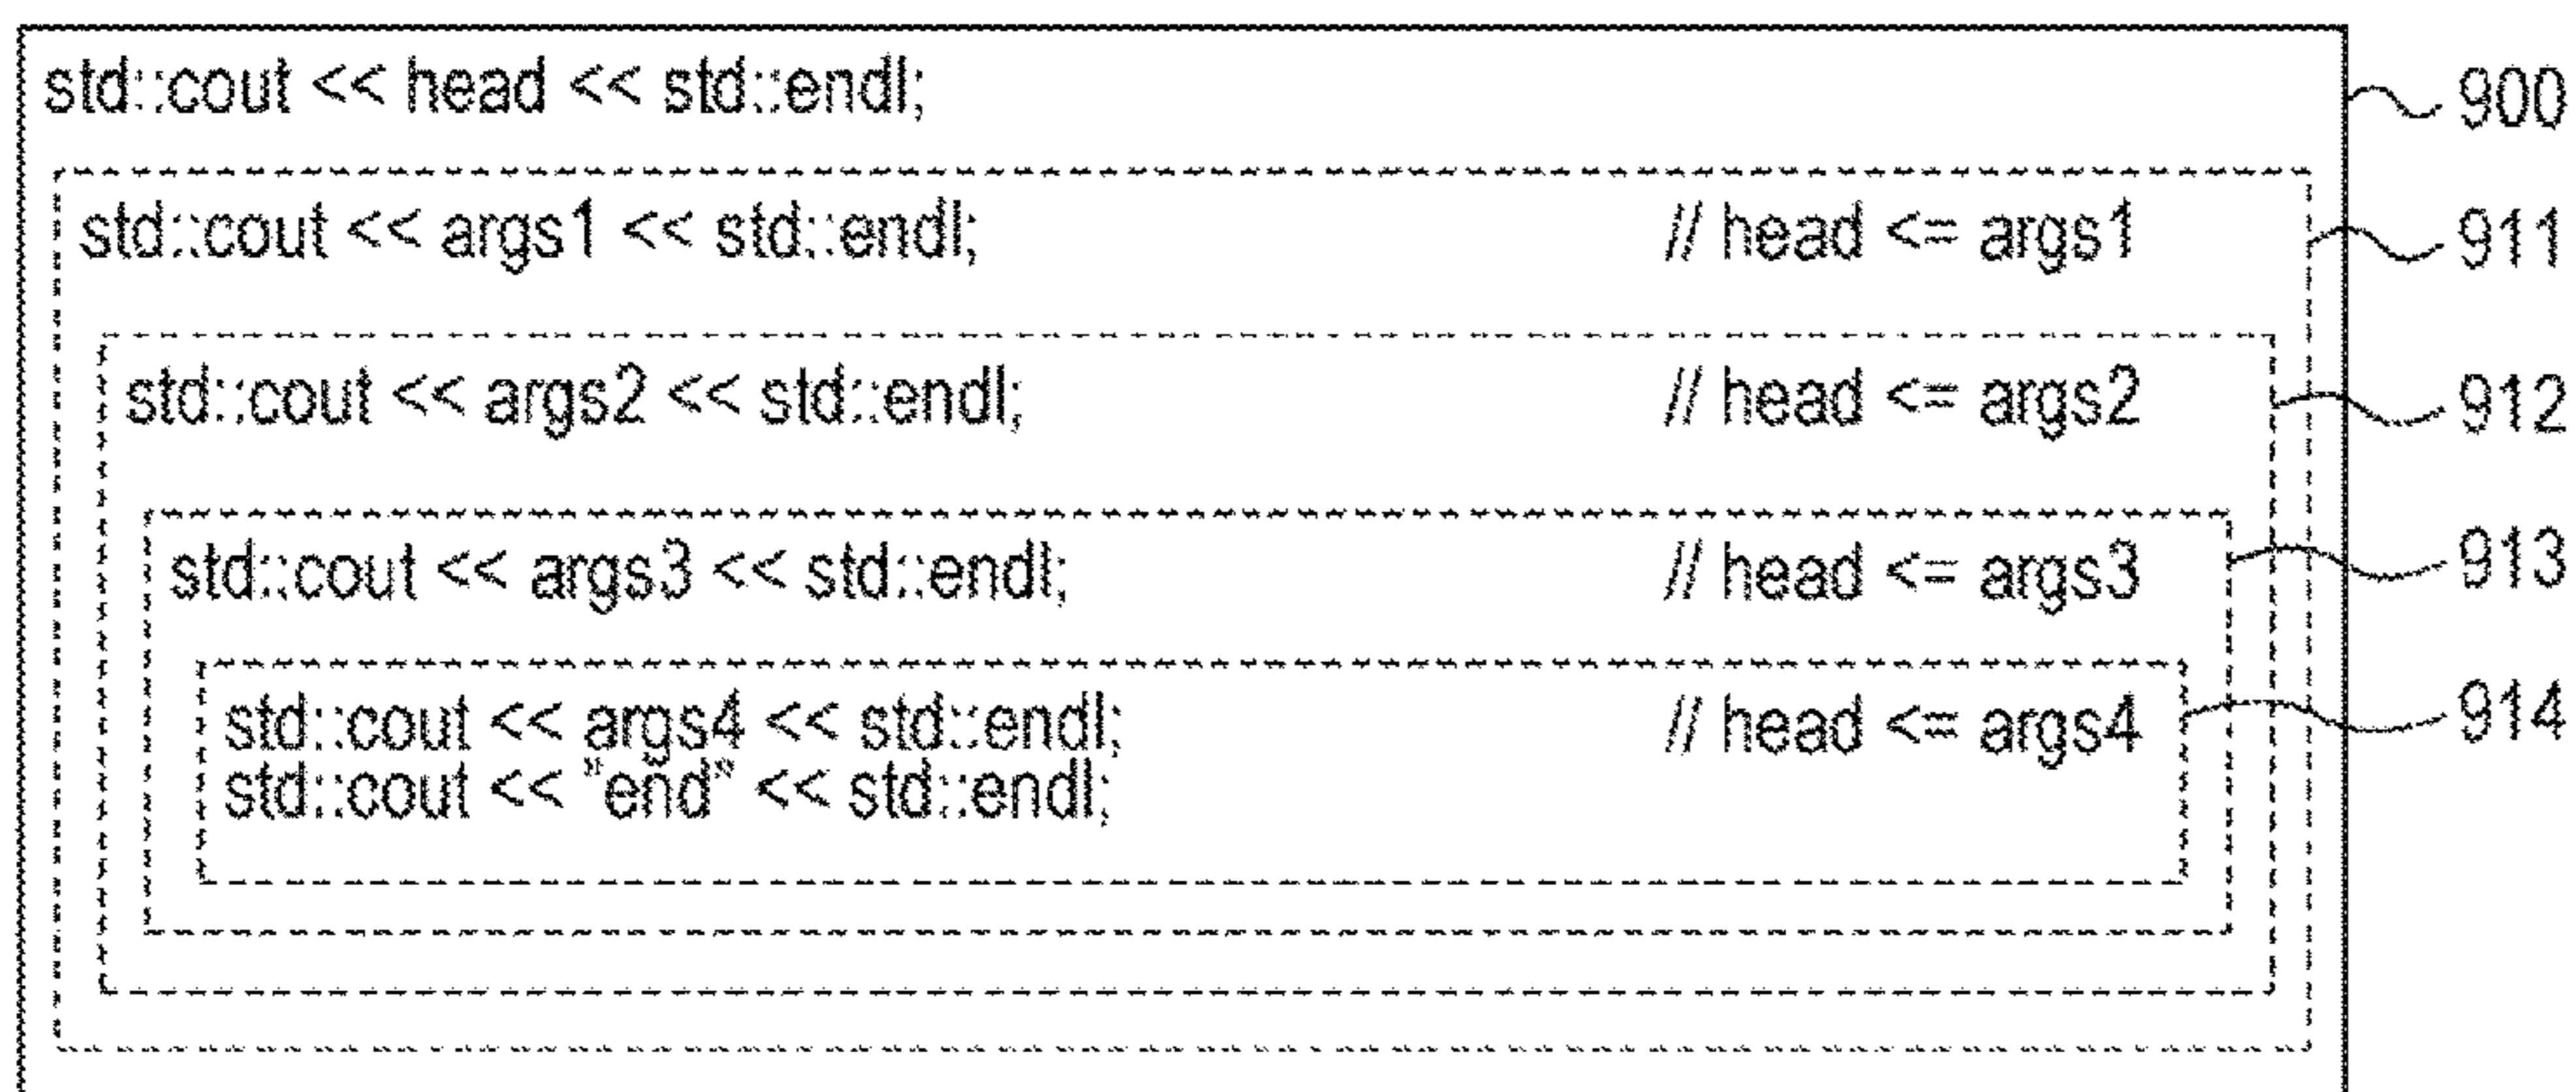 std::cout << head << std::endl; 900
std::cout << args1 << std::endl; // head <= args1 911
std::cout << args2 << std::endl; // head <= args2 912
std::cout << args3 << std::endl; // head <= args3 913
std::cout << args4 << std::endl; // head <= args4 914
std::cout << "end" << std::endl;